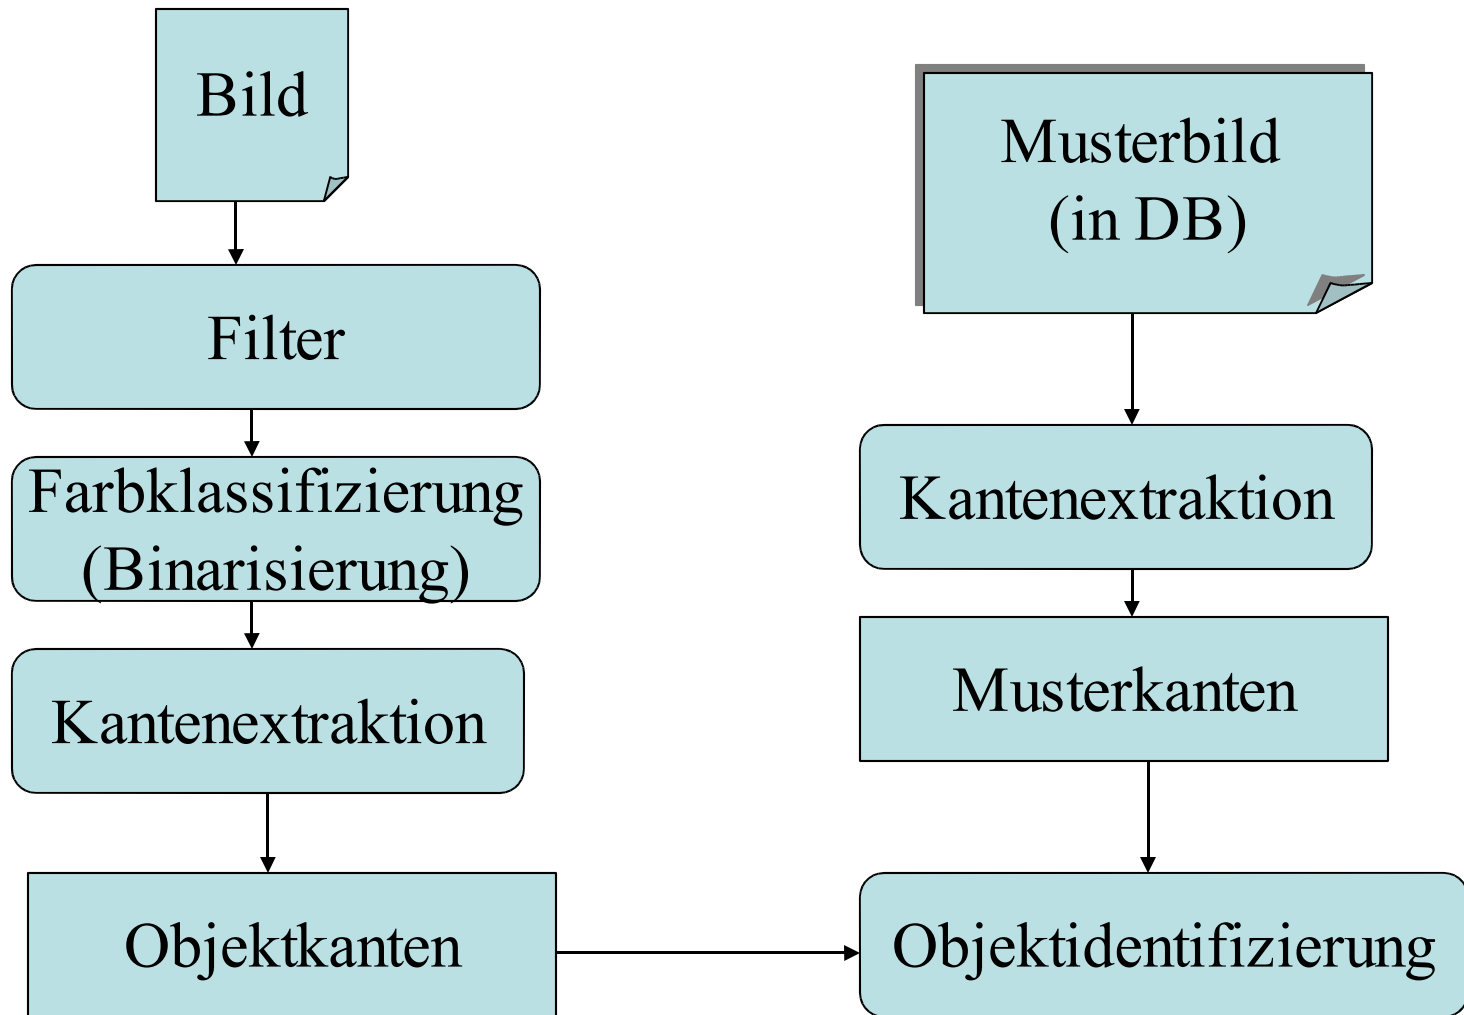 Bild
Filter
Farbklassifizierung
(Binarisierung)
Kantenextraktion
Objektkanten
Musterbild
(in DB)
Kantenextraktion
Musterkanten
Objektidentifizierung